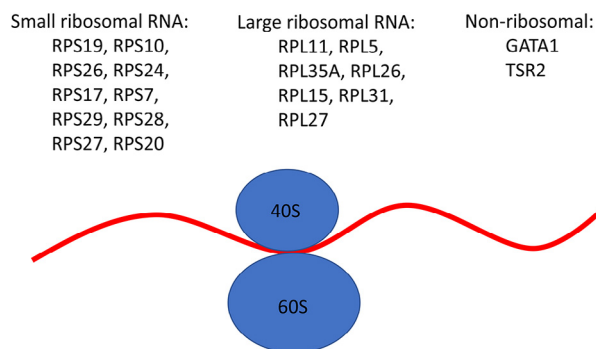 Small ribosomal RNA:
RPS19, RPS10,
RPS26, RPS24,
RPS17, RPS7,
RPS29, RPS28,
RPS27, RPS20
Large ribosomal RNA:
RPL11, RPL5,
RPL35A, RPL26,
RPL15, RPL31,
RPL27
Non-ribosomal:
GATA1
TSR2
40S
60S